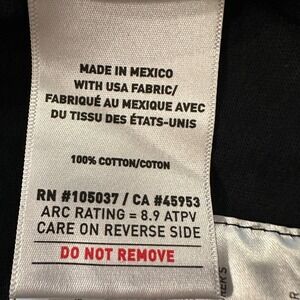 MADE IN MEXICO
WITH USA FABRIC/
FABRIQUÉ AU MEXIQUE AVEC
DU TISSU DES ÉTATS-UNIS
100% COTTON/COTON
RN #105037 / CA #45953
ARC RATING = 8.9 ATPV
CARE ON REVERSE SIDE
DO NOT REMOVE